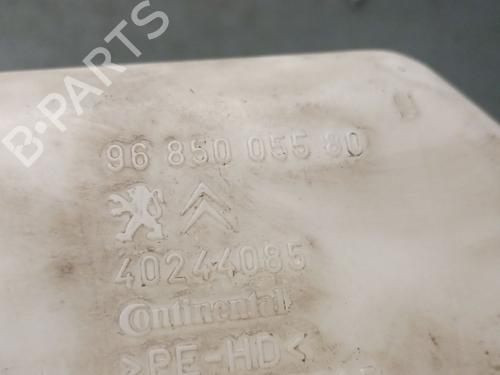 B-PARTS
96 850 055 80
40244085
Continental
>PE-HD<